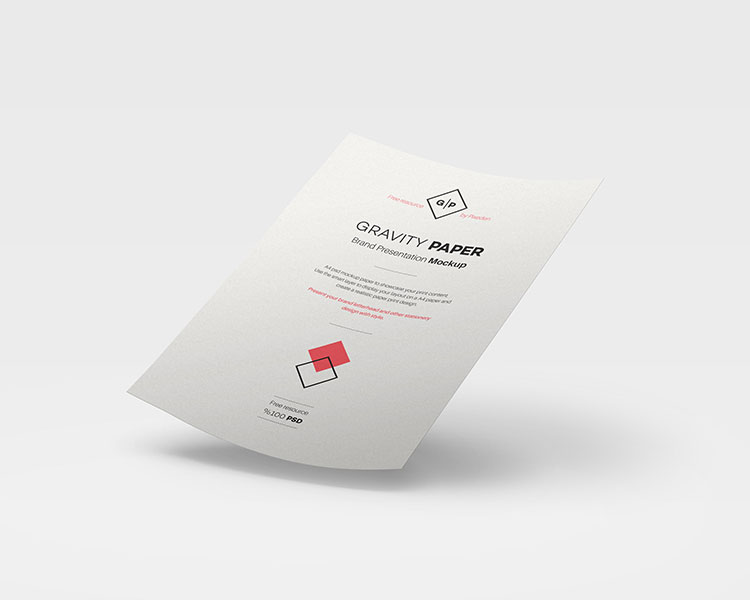 Free resource
G/P
by Pixeden
GRAVITY PAPER
Brand Presentation Mockup
A4 psd mockup paper to showcase your print content.
Use the smart layer to display your layout on a A4 paper and
create a realistic paper print design.
Present your brand letterhead and other stationery
design with style.
Free resource
%100 PSD